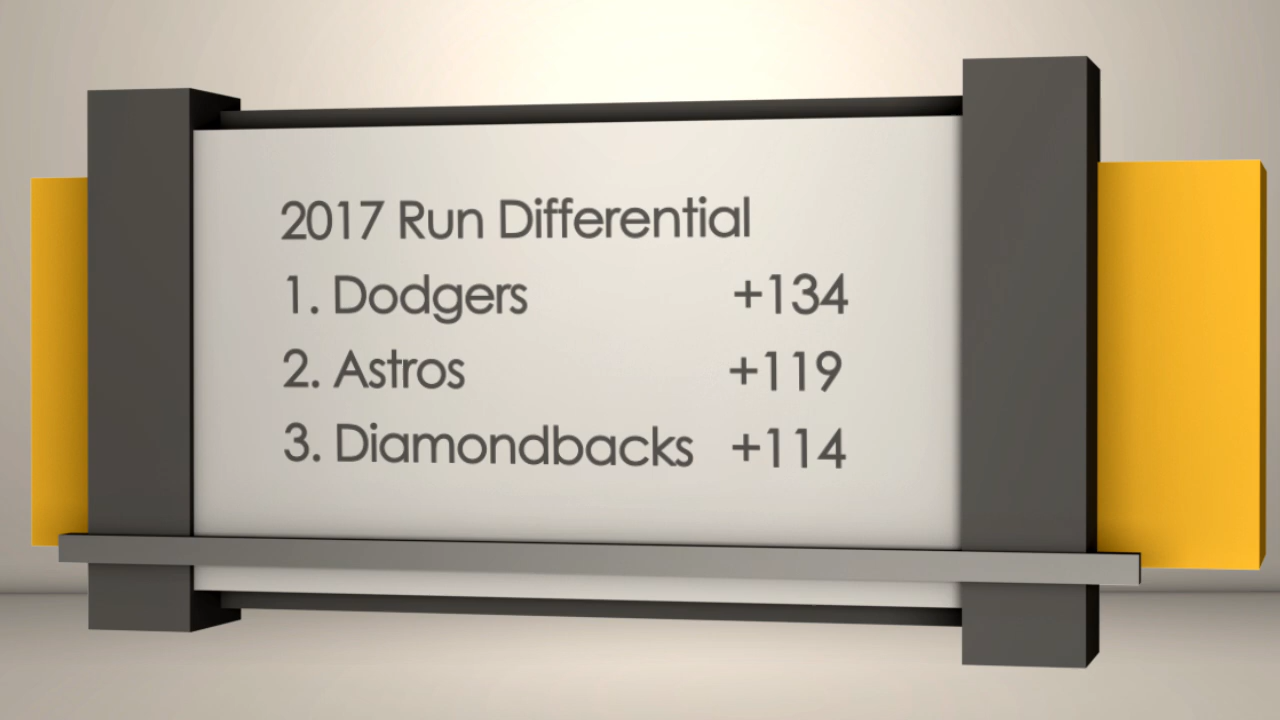 2017 Run Differential
1. Dodgers +134
2. Astros +119
3. Diamondbacks +114